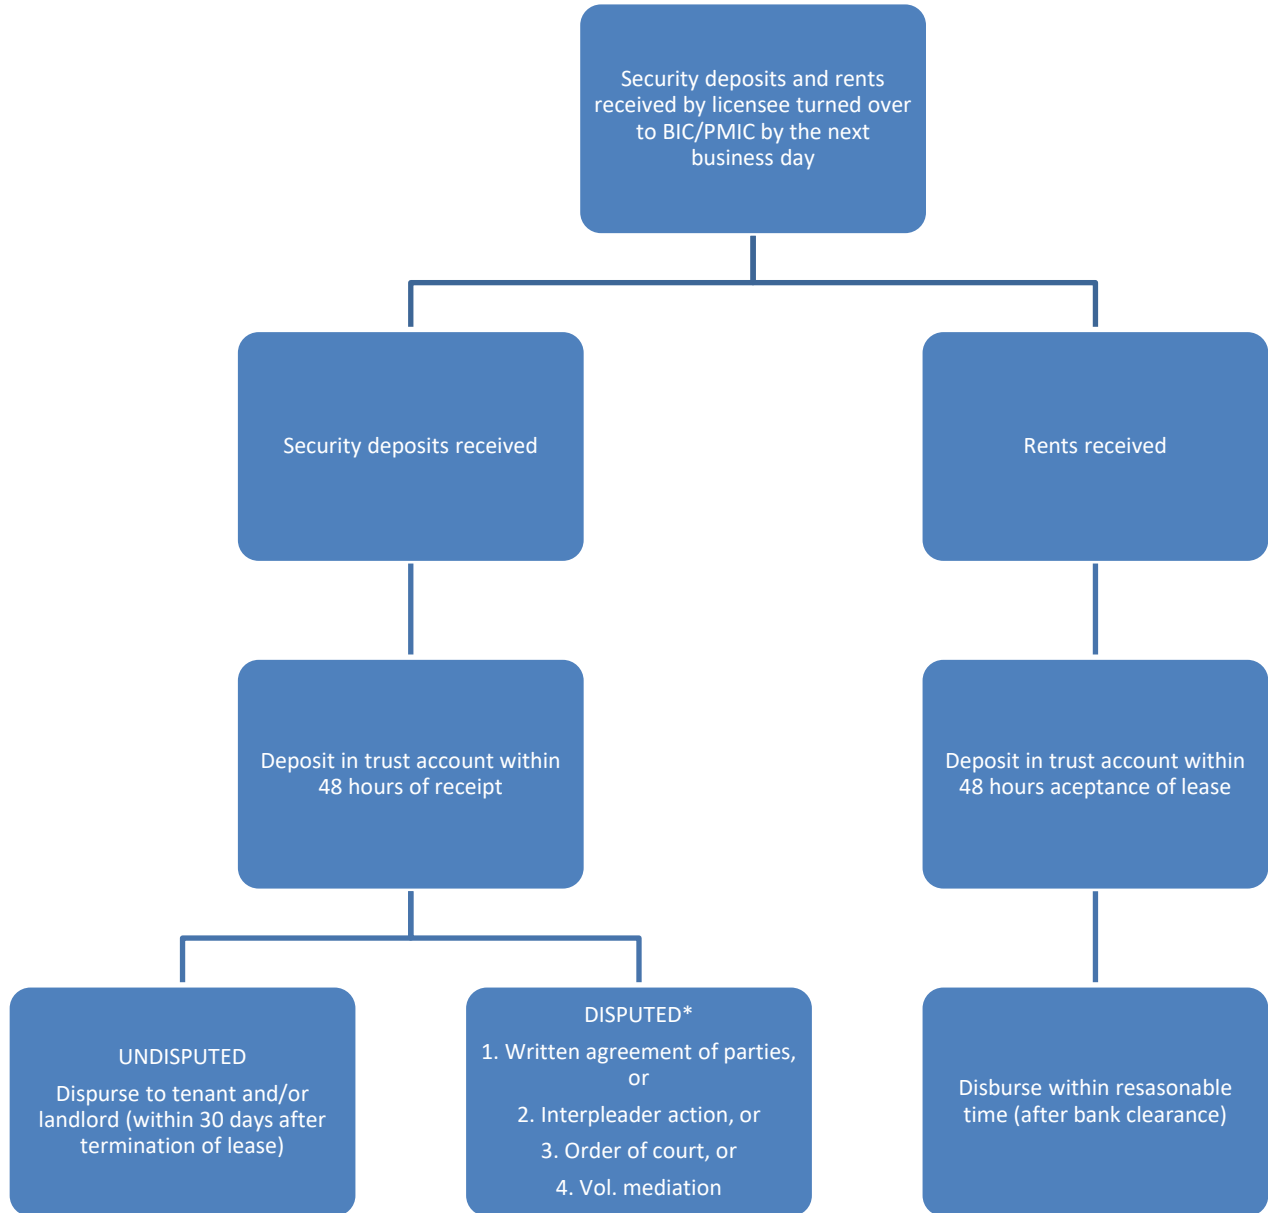 Security deposits and rents
received by licensee turned over
to BIC/PMIC by the next
business day
Security deposits received
Rents received
Deposit in trust account within
48 hours of receipt
Deposit in trust account within
48 hours aceptance of lease
UNDISPUTED
Dispurse to tenant and/or
landlord (within 30 days after
termination of lease)
DISPUTED*
1. Written agreement of parties,
or
2. Interpleader action, or
3. Order of court, or
4. Vol. mediation
Disburse within resasonable
time (after bank clearance)